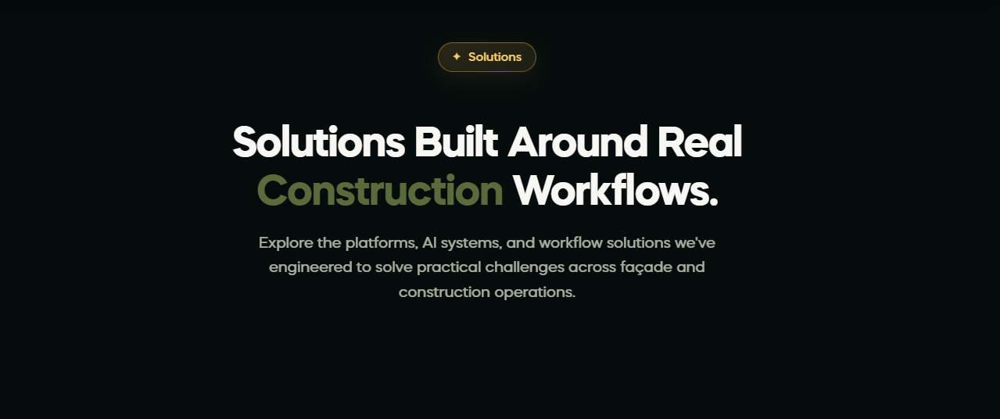 ✦ Solutions
Solutions Built Around Real
Construction Workflows.
Explore the platforms, AI systems, and workflow solutions we've
engineered to solve practical challenges across façade and
construction operations.